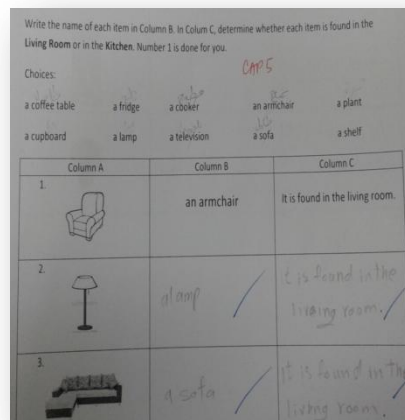 Write the name of each item in Column B. In Colum C, determine whether each item is found in the
Living Room or in the Kitchen. Number 1 is done for you.
CAP5
Choices:
a coffee table a fridge a cooker an armchair a plant
a cupboard a lamp a television a sofa a shelf
Column A Column B Column C
1.
an armchair It is found in the living room.
2.
a lamp
t is found in the
living room.
3.
a sofa
It is found in the
living room.